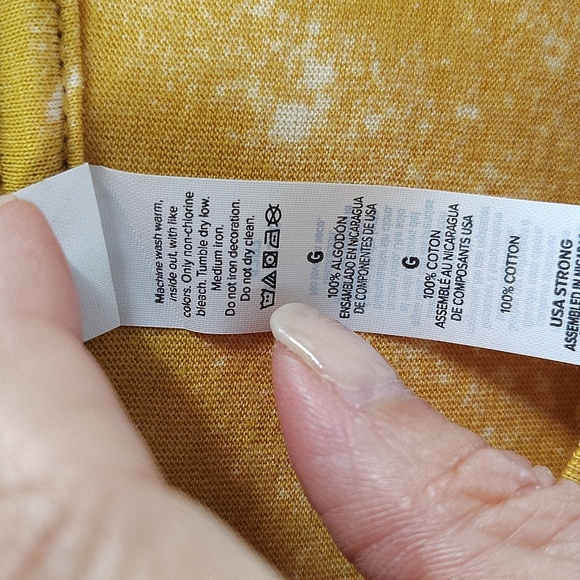 Machine wash warm,
inside out, with like
colors. Only non-chlorine
bleach. Tumble dry low.
Medium iron.
Do not iron decoration.
Do not dry clean.
G
100% ALGODÓN
ENSAMBLADO EN NICARAGUA
DE COMPONENTES DE USA
G
100% COTON
ASSEMBLÉ AU NICARAGUA
DE COMPOSANTS USA
100% COTTON
USA STRONG
ASSEMBLED IN